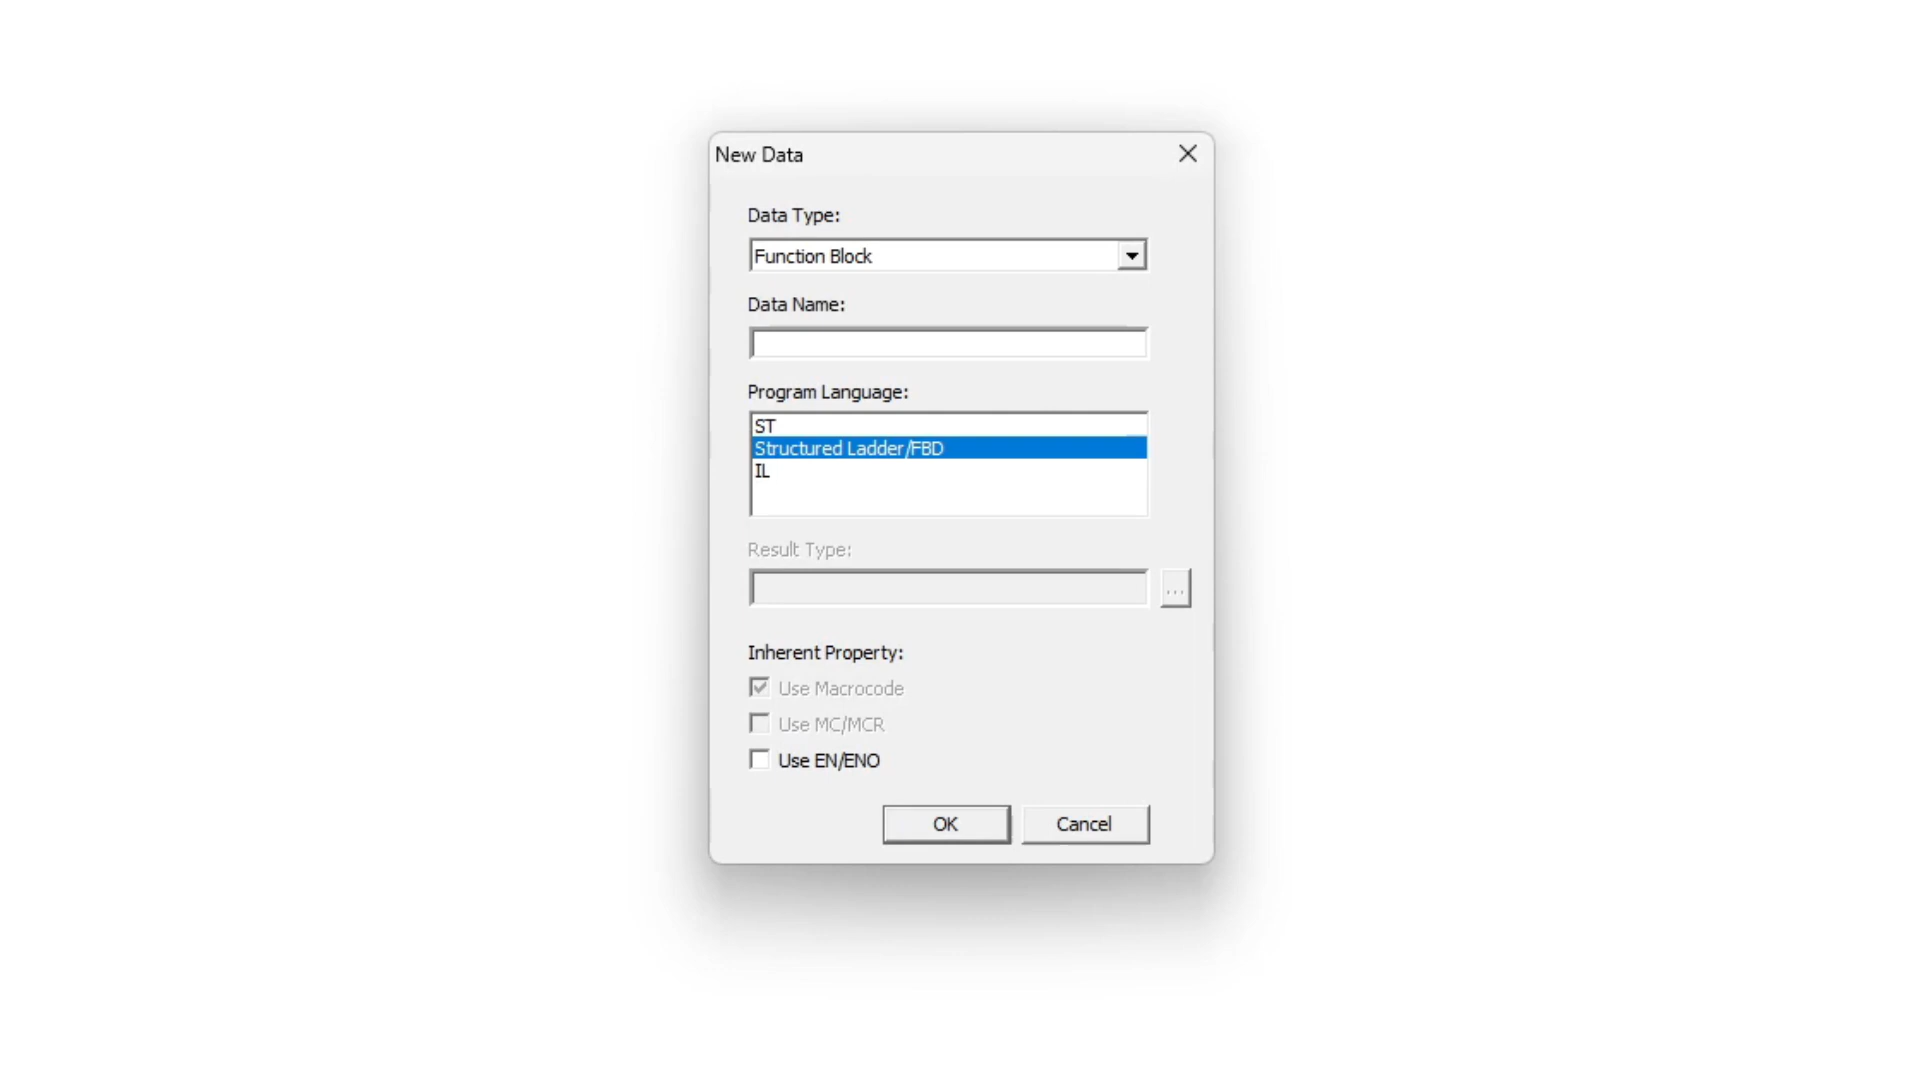 New Data
Data Type:
Function Block
Data Name:
Program Language:
ST
Structured Ladder/FBD
IL
Result Type:
...
Inherent Property:
Use Macrocode
Use MC/MCR
Use EN/ENO
OK
Cancel